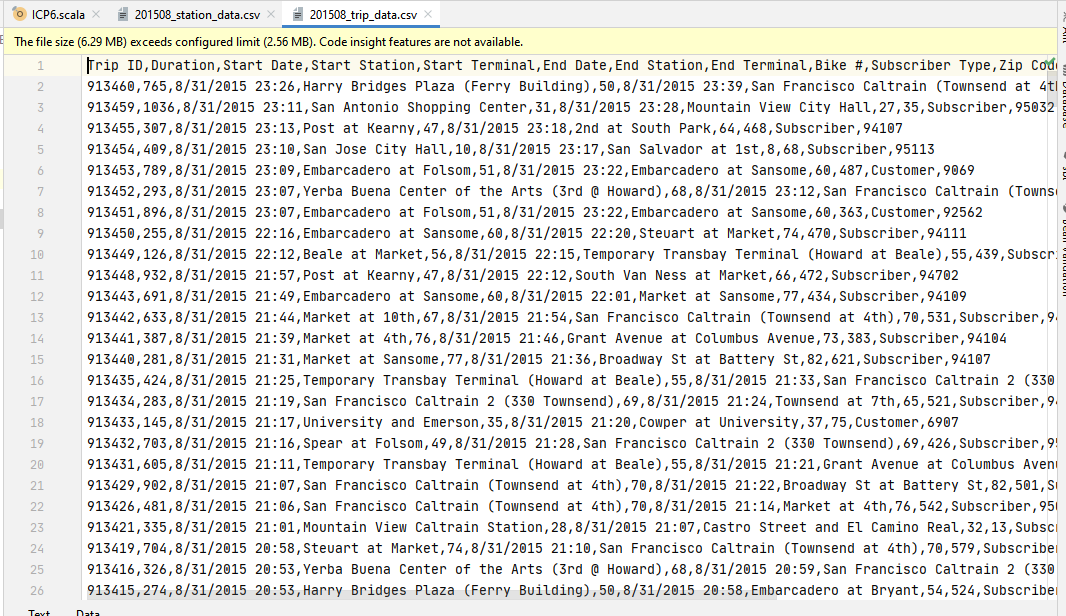 ICP6.scala
201508_station_data.csv
201508_trip_data.csv
The file size (6.29 MB) exceeds configured limit (2.56 MB). Code insight features are not available.
1 Trip ID,Duration,Start Date,Start Station,Start Terminal,End Date,End Station,End Terminal,Bike #,Subscriber Type,Zip Code
2 913460,765,8/31/2015 23:26,Harry Bridges Plaza (Ferry Building),50,8/31/2015 23:39,San Francisco Caltrain (Townsend at 4th
3 913459,1036,8/31/2015 23:11,San Antonio Shopping Center,31,8/31/2015 23:28,Mountain View City Hall,27,35,Subscriber,95032
4 913455,307,8/31/2015 23:13,Post at Kearny,47,8/31/2015 23:18,2nd at South Park,64,468,Subscriber,94107
5 913454,409,8/31/2015 23:10,San Jose City Hall,10,8/31/2015 23:17,San Salvador at 1st,8,68,Subscriber,95113
6 913453,789,8/31/2015 23:09,Embarcadero at Folsom,51,8/31/2015 23:22,Embarcadero at Sansome,60,487,Customer,9069
7 913452,293,8/31/2015 23:07,Yerba Buena Center of the Arts (3rd @ Howard),68,8/31/2015 23:12,San Francisco Caltrain (Towns
8 913451,896,8/31/2015 23:07,Embarcadero at Folsom,51,8/31/2015 23:22,Embarcadero at Sansome,60,363,Customer,92562
9 913450,255,8/31/2015 22:16,Embarcadero at Sansome,60,8/31/2015 22:20,Steuart at Market,74,470,Subscriber,94111
10 913449,126,8/31/2015 22:12,Beale at Market,56,8/31/2015 22:15,Temporary Transbay Terminal (Howard at Beale),55,439,Subscr
11 913448,932,8/31/2015 21:57,Post at Kearny,47,8/31/2015 22:12,South Van Ness at Market,66,472,Subscriber,94702
12 913443,691,8/31/2015 21:49,Embarcadero at Sansome,60,8/31/2015 22:01,Market at Sansome,77,434,Subscriber,94109
13 913442,633,8/31/2015 21:44,Market at 10th,67,8/31/2015 21:54,San Francisco Caltrain (Townsend at 4th),70,531,Subscriber,94
14 913441,387,8/31/2015 21:39,Market at 4th,76,8/31/2015 21:46,Grant Avenue at Columbus Avenue,73,383,Subscriber,94104
15 913440,281,8/31/2015 21:31,Market at Sansome,77,8/31/2015 21:36,Broadway St at Battery St,82,621,Subscriber,94107
16 913435,424,8/31/2015 21:25,Temporary Transbay Terminal (Howard at Beale),55,8/31/2015 21:33,San Francisco Caltrain 2 (330
17 913434,283,8/31/2015 21:19,San Francisco Caltrain 2 (330 Townsend),69,8/31/2015 21:24,Townsend at 7th,65,521,Subscriber,94
18 913433,145,8/31/2015 21:17,University and Emerson,35,8/31/2015 21:20,Cowper at University,37,75,Customer,6907
19 913432,703,8/31/2015 21:16,Spear at Folsom,49,8/31/2015 21:28,San Francisco Caltrain 2 (330 Townsend),69,426,Subscriber,95
20 913431,605,8/31/2015 21:11,Temporary Transbay Terminal (Howard at Beale),55,8/31/2015 21:21,Grant Avenue at Columbus Aven
21 913429,902,8/31/2015 21:07,San Francisco Caltrain (Townsend at 4th),70,8/31/2015 21:22,Broadway St at Battery St,82,501,Su
22 913426,481,8/31/2015 21:06,San Francisco Caltrain (Townsend at 4th),70,8/31/2015 21:14,Market at 4th,76,542,Subscriber,950
23 913421,335,8/31/2015 21:01,Mountain View Caltrain Station,28,8/31/2015 21:07,Castro Street and El Camino Real,32,13,Subscr
24 913419,704,8/31/2015 20:58,Steuart at Market,74,8/31/2015 21:10,San Francisco Caltrain (Townsend at 4th),70,579,Subscriber
25 913416,326,8/31/2015 20:53,Yerba Buena Center of the Arts (3rd @ Howard),68,8/31/2015 20:59,San Francisco Caltrain 2 (330
26 913415,274,8/31/2015 20:53,Harry Bridges Plaza (Ferry Building),50,8/31/2015 20:58,Embarcadero at Bryant,54,524,Subscriber
Text
Data